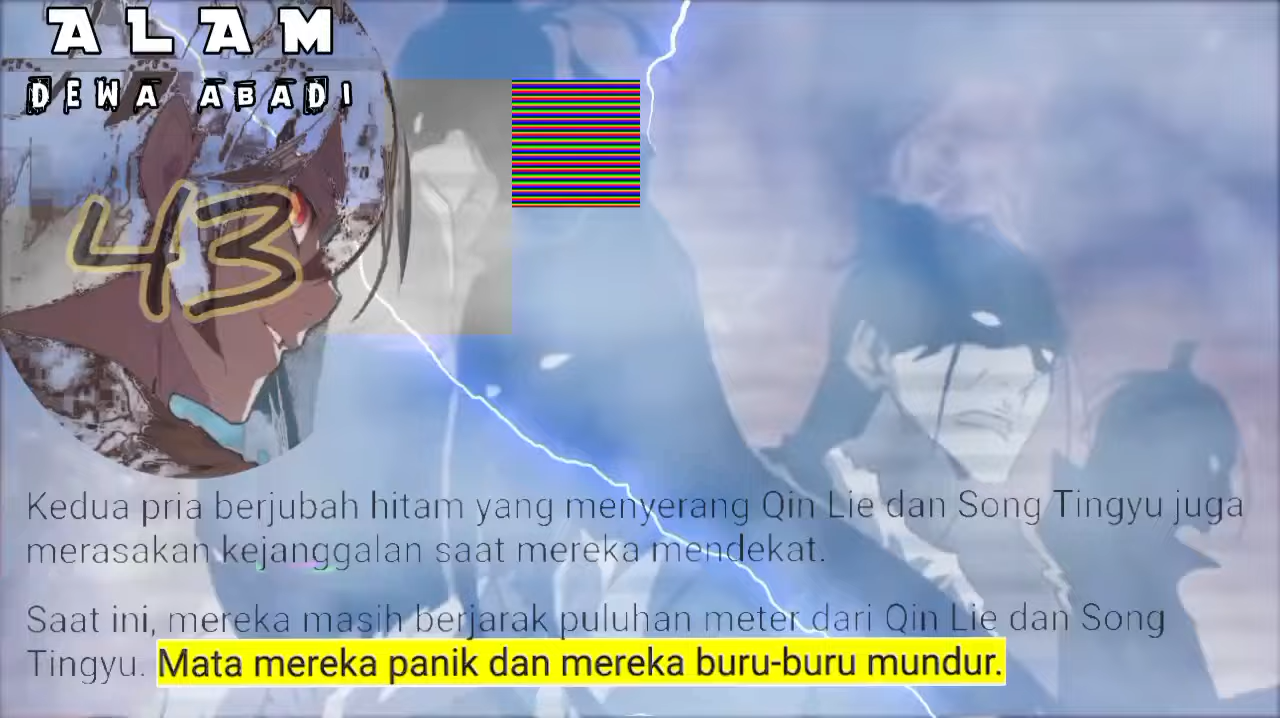 ALAM
DEWA ABADI
43
Kedua pria berjubah hitam yang menyerang Qin Lie dan Song Tingyu juga
merasakan kejanggalan saat mereka mendekat.
Saat ini, mereka masih berjarak puluhan meter dari Qin Lie dan Song
Tingyu. Mata mereka panik dan mereka buru-buru mundur.